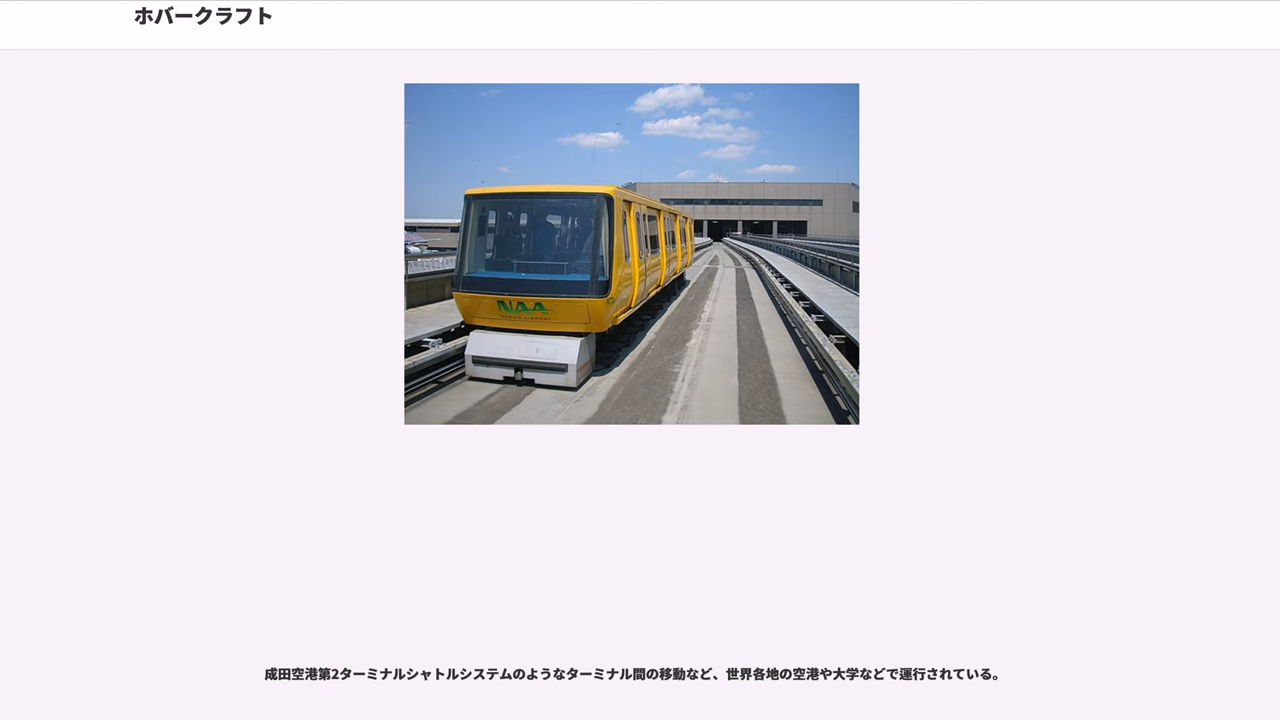 ホバークラフト
NAA
成田空港第2ターミナルシャトルシステムのようなターミナル間の移動など、世界各地の空港や大学などで運行されている。